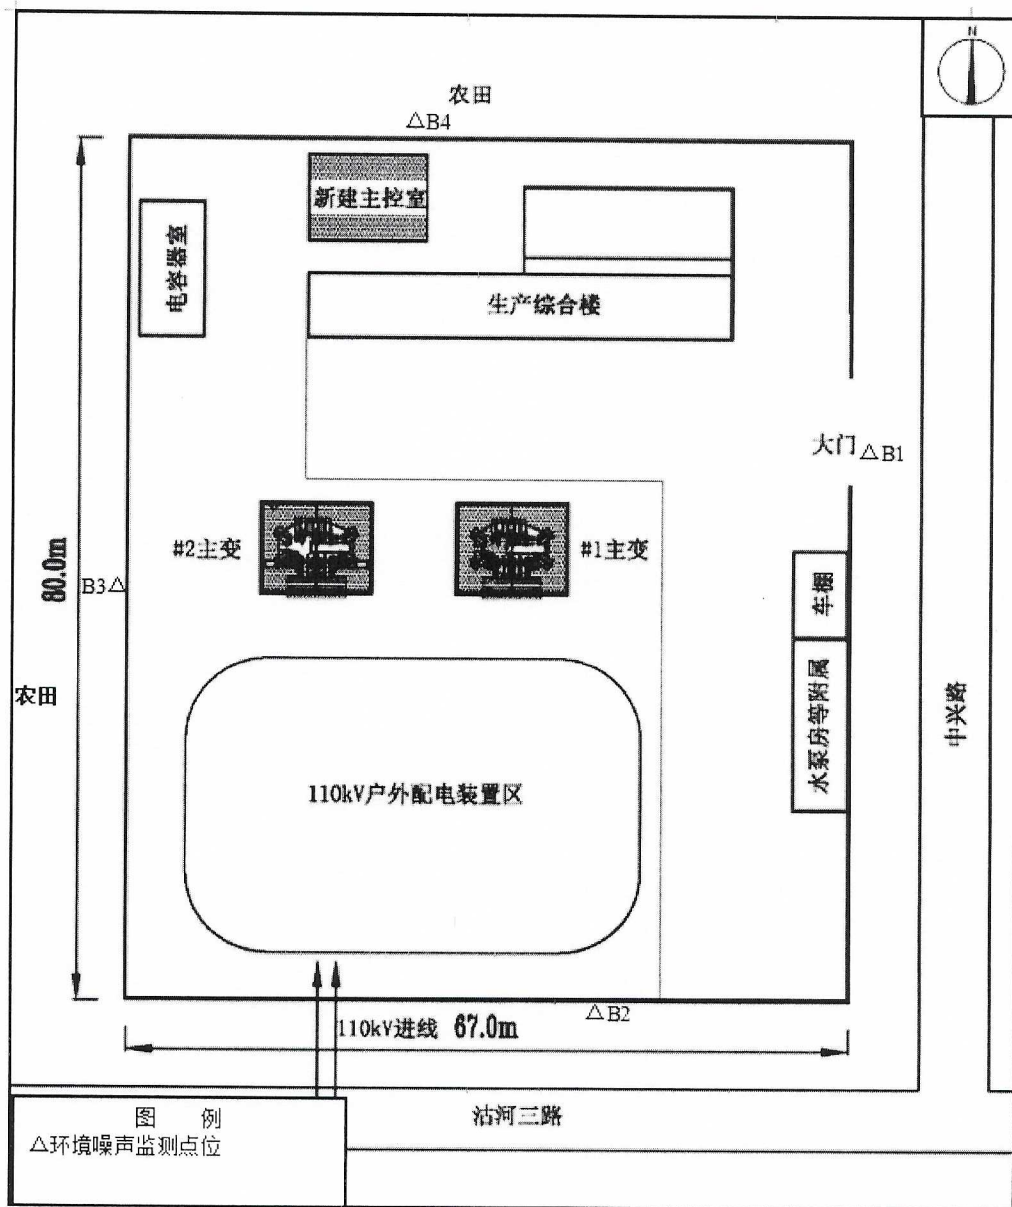 N
农田
△B4
新建主控室
电容器室
生产综合楼
大门
△B1
#2主变
#1主变
80.0m
B3△
车棚
农田
水泵房等附属
中兴路
110kV户外配电装置区
△B2
110kV进线 67.0m
沽河三路
图 例
△环境噪声监测点位